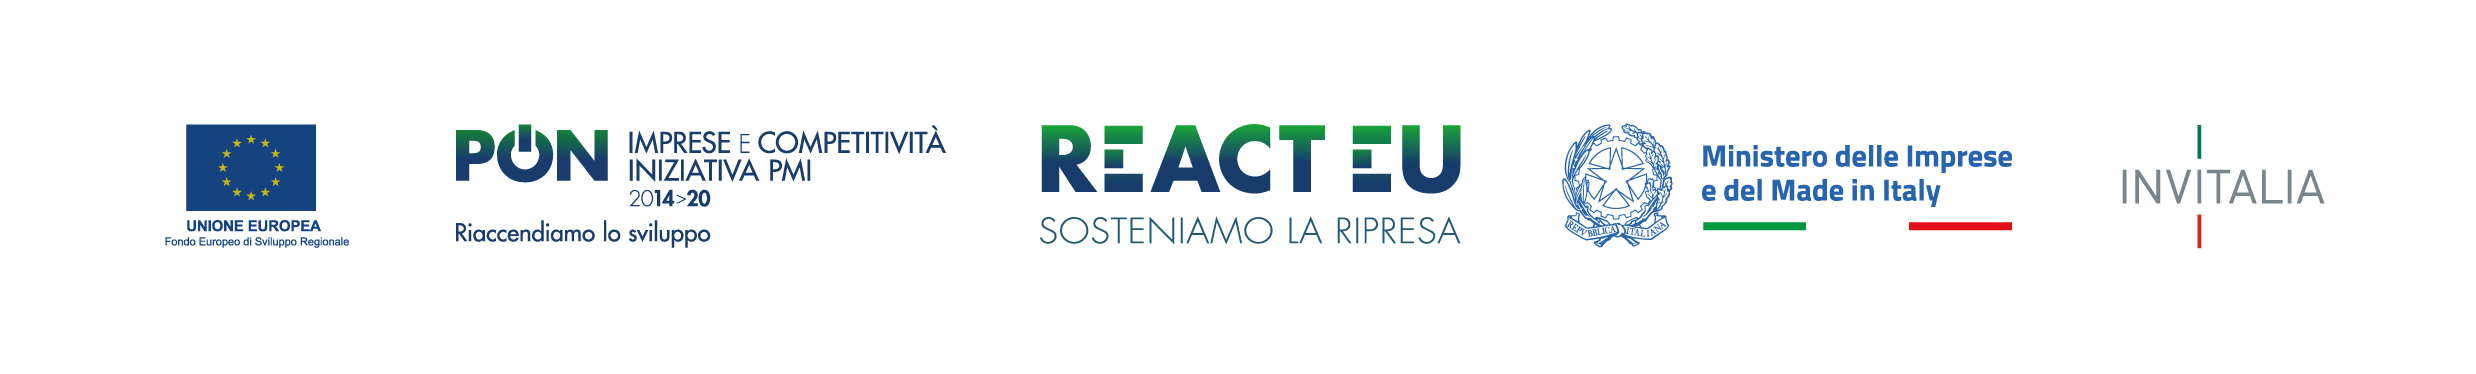 UNIONE EUROPEA
Fondo Europeo di Sviluppo Regionale
PON
IMPRESE E COMPETITIVITÀ
INIZIATIVA PMI
2014>20
Riaccendiamo lo sviluppo
REACT EU
SOSTENIAMO LA RIPRESA
REPVBBLICA ITALIANA
Ministero delle Imprese
e del Made in Italy
INVITALIA